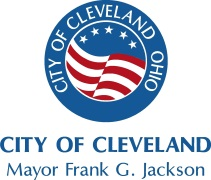 CITY OF CLEVELAND OHIO
CITY OF CLEVELAND
Mayor Frank G. Jackson